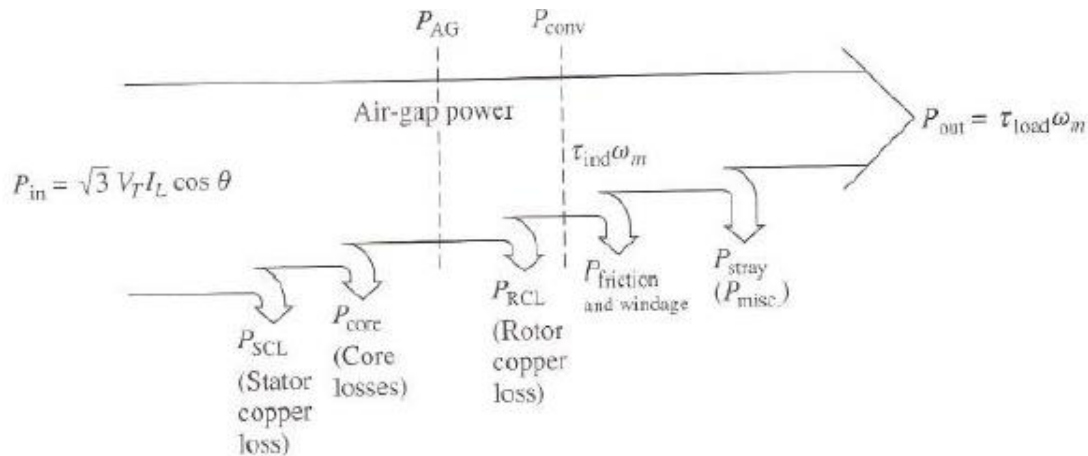 P_AG
P_conv
Air-gap power
P_out = τ_load ω_m
τ_ind ω_m
P_in = √3 V_T I_L cos θ
P_SCL
(Stator
copper
loss)
P_core
(Core
losses)
P_RCL
(Rotor
copper
loss)
P_friction
and windage
P_stray
(P_misc.)